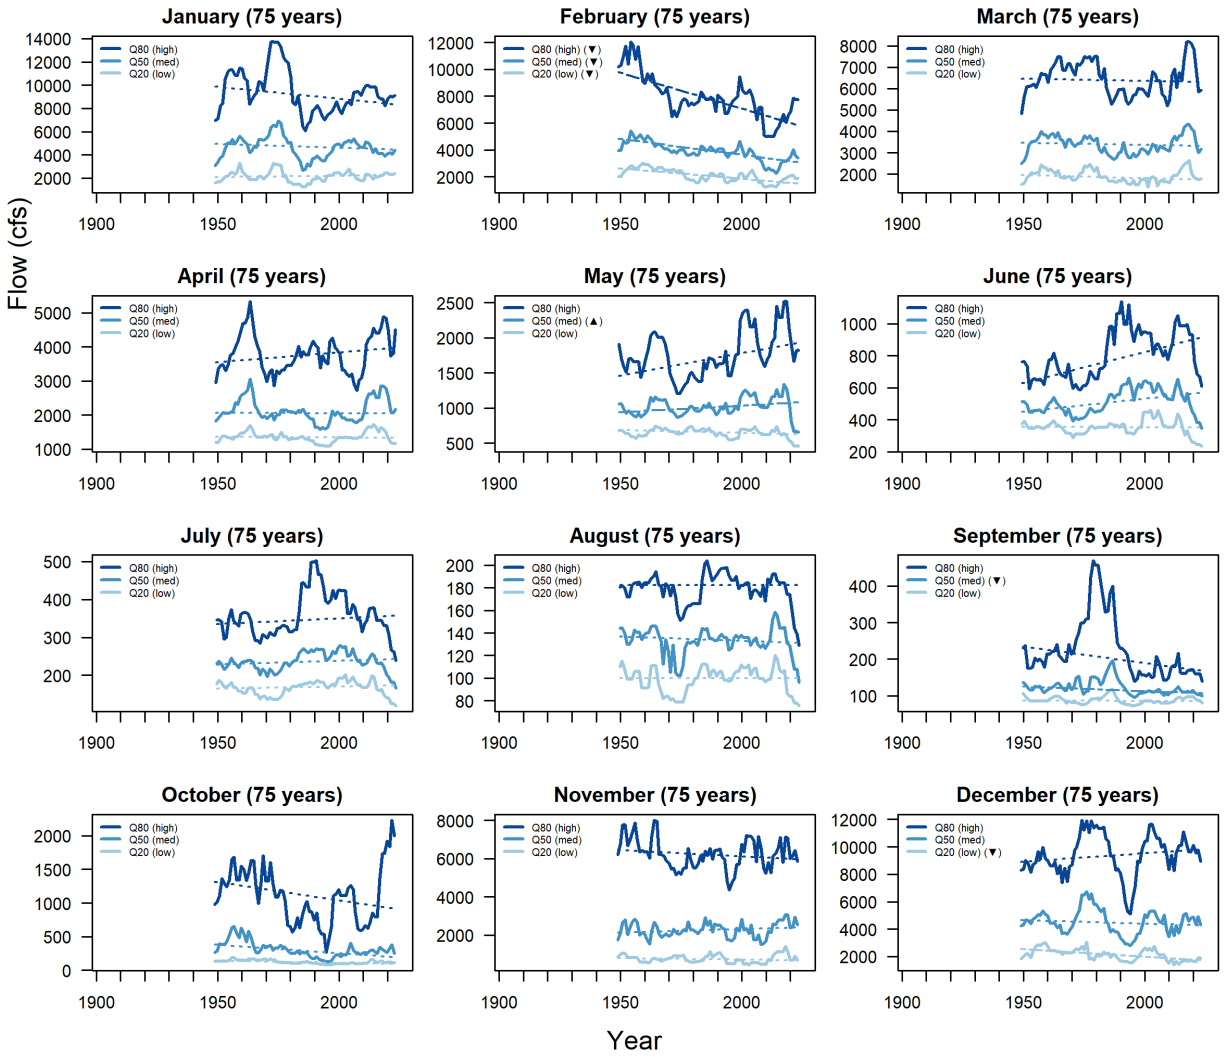 January (75 years)
14000
12000
10000
8000
6000
4000
2000
Q80 (high)
Q50 (med)
Q20 (low)
1900
1950
2000
February (75 years)
12000
10000
8000
6000
4000
2000
Q80 (high) (▼)
Q50 (med) (▼)
Q20 (low) (▼)
1900
1950
2000
March (75 years)
8000
7000
6000
5000
4000
3000
2000
Q80 (high)
Q50 (med)
Q20 (low)
1900
1950
2000
Flow (cfs)
April (75 years)
5000
4000
3000
2000
1000
Q80 (high)
Q50 (med)
Q20 (low)
1900
1950
2000
May (75 years)
2500
2000
1500
1000
500
Q80 (high)
Q50 (med) (▲)
Q20 (low)
1900
1950
2000
June (75 years)
1000
800
600
400
200
Q80 (high)
Q50 (med)
Q20 (low)
1900
1950
2000
July (75 years)
500
400
300
200
Q80 (high)
Q50 (med)
Q20 (low)
1900
1950
2000
August (75 years)
200
180
160
140
120
100
80
Q80 (high)
Q50 (med)
Q20 (low)
1900
1950
2000
September (75 years)
400
300
200
100
Q80 (high)
Q50 (med) (▼)
Q20 (low)
1900
1950
2000
October (75 years)
2000
1500
1000
500
0
Q80 (high)
Q50 (med)
Q20 (low)
1900
1950
2000
November (75 years)
8000
6000
4000
2000
Q80 (high)
Q50 (med)
Q20 (low)
1900
1950
2000
December (75 years)
12000
10000
8000
6000
4000
2000
Q80 (high)
Q50 (med)
Q20 (low) (▼)
1900
1950
2000
Year